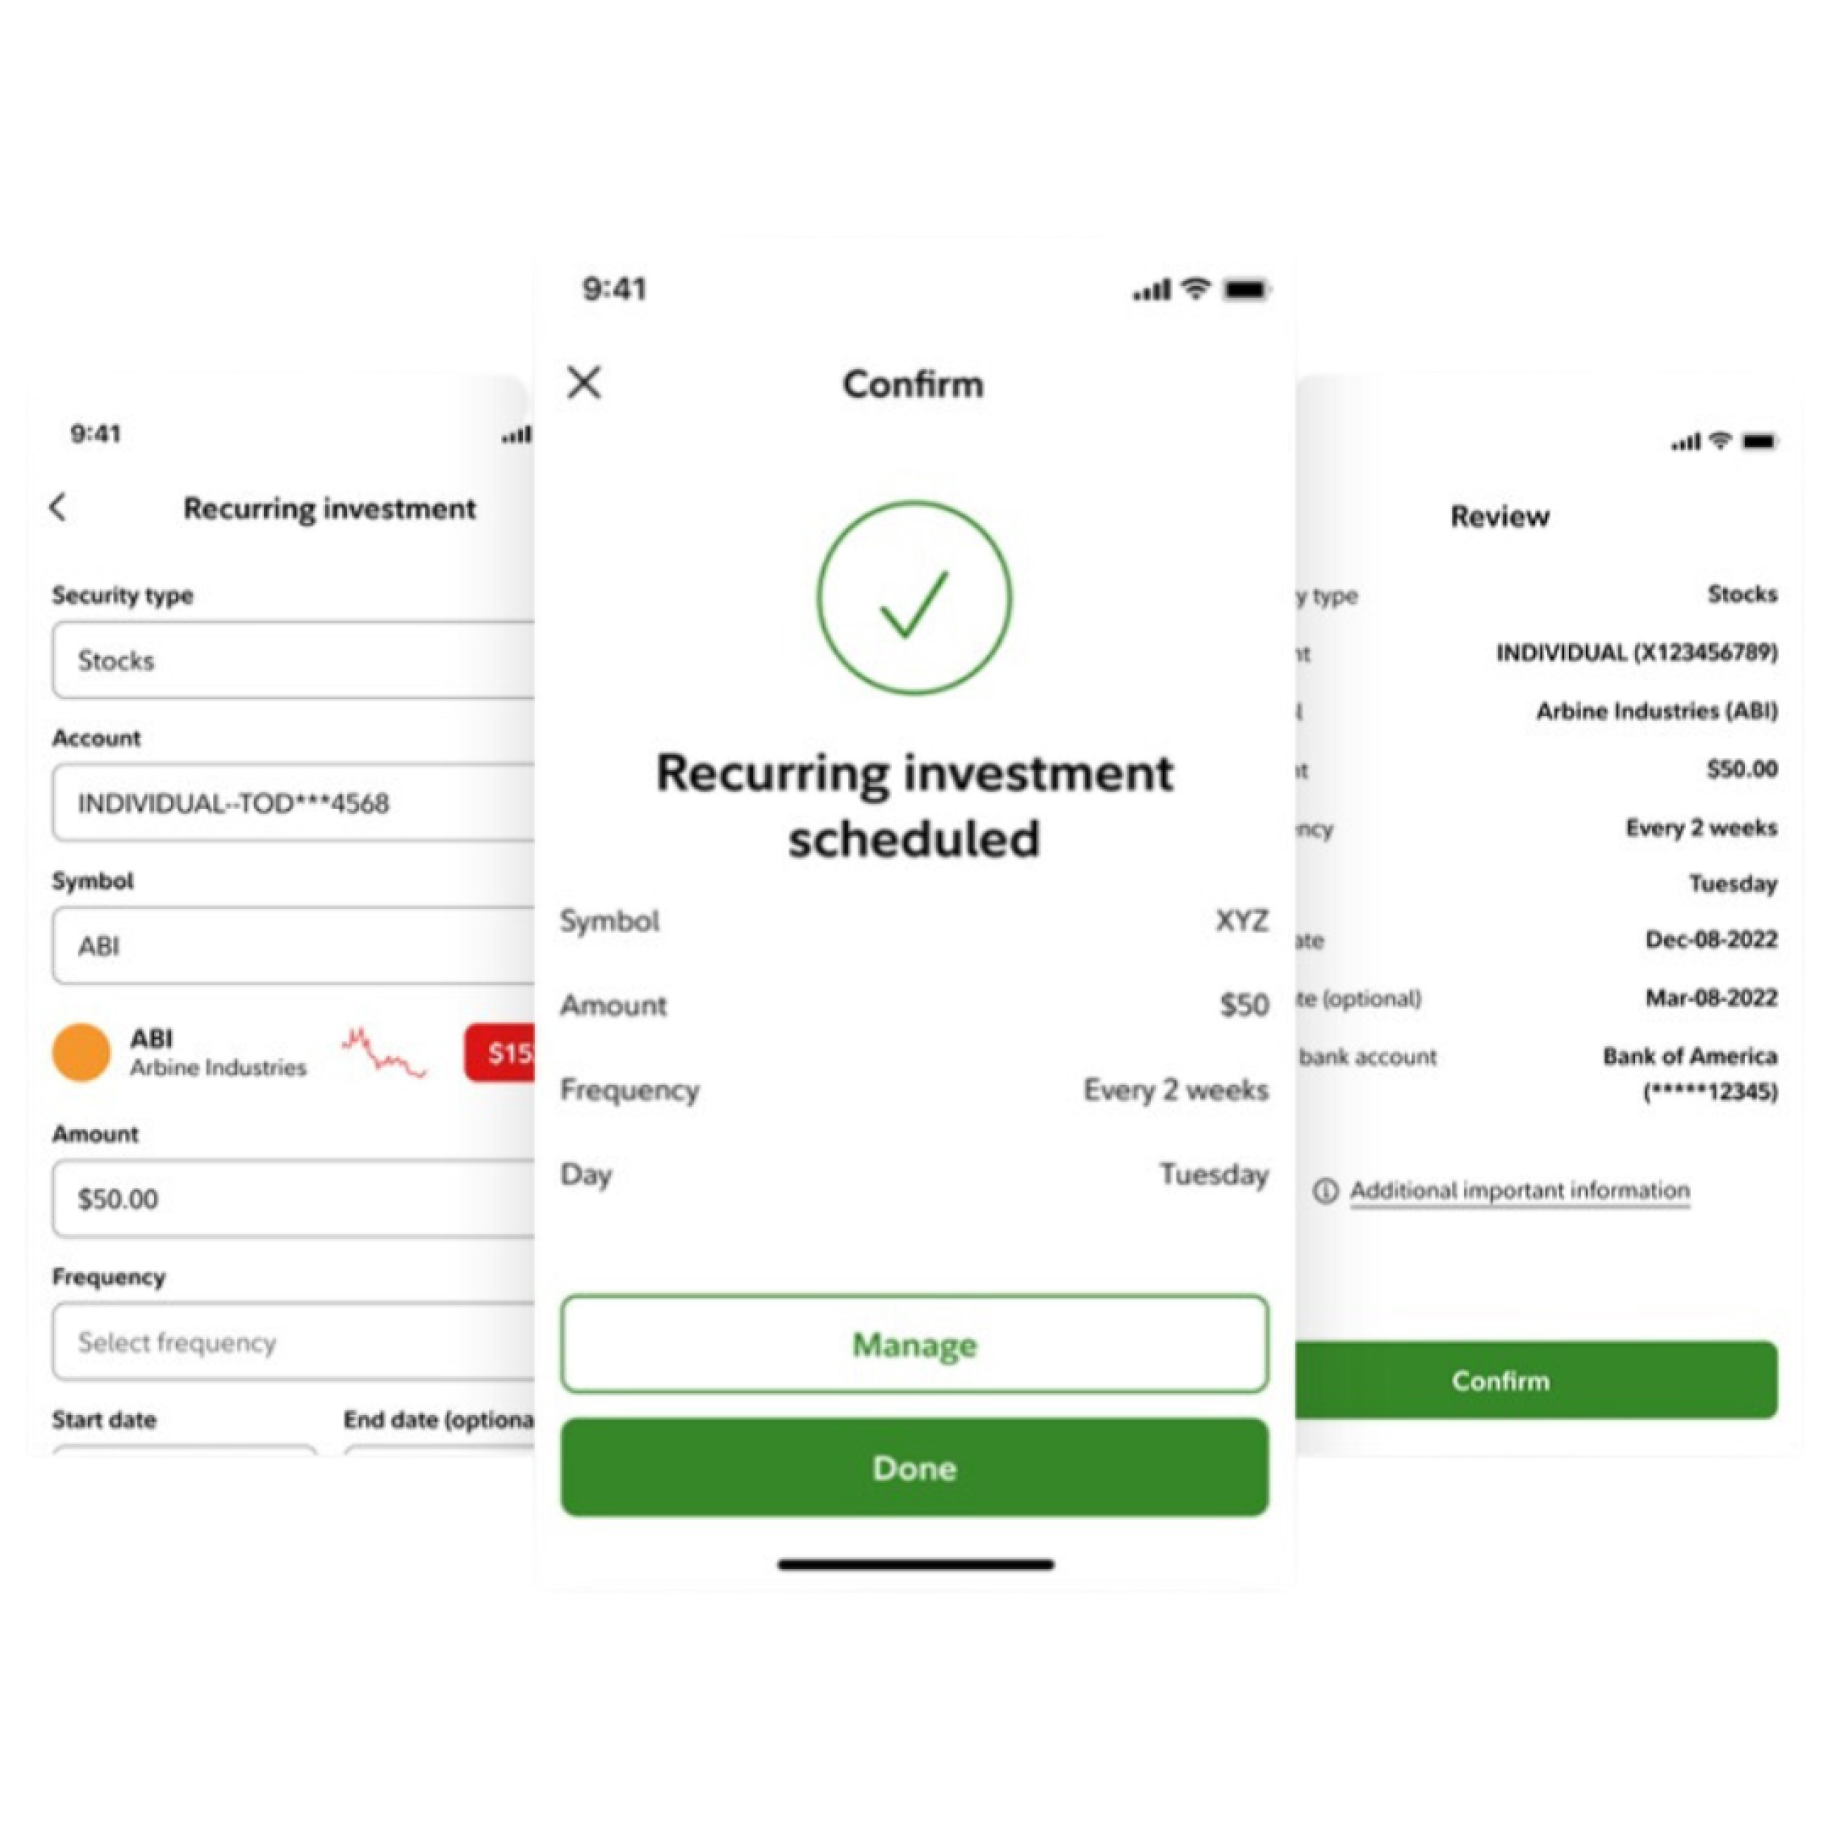 9:41
Recurring investment
Security type
Stocks
Account
INDIVIDUAL--TOD***4568
Symbol
ABI
ABI
Arbine Industries
$15
Amount
$50.00
Frequency
Select frequency
Start date End date (optiona
9:41
Confirm
Recurring investment
scheduled
Symbol XYZ
Amount $50
Frequency Every 2 weeks
Day Tuesday
Manage
Done
Review
y type Stocks
nt INDIVIDUAL (X123456789)
l Arbine Industries (ABI)
nt $50.00
ncy Every 2 weeks
Tuesday
ate Dec-08-2022
te (optional) Mar-08-2022
bank account Bank of America
(*****12345)
Additional important information
Confirm